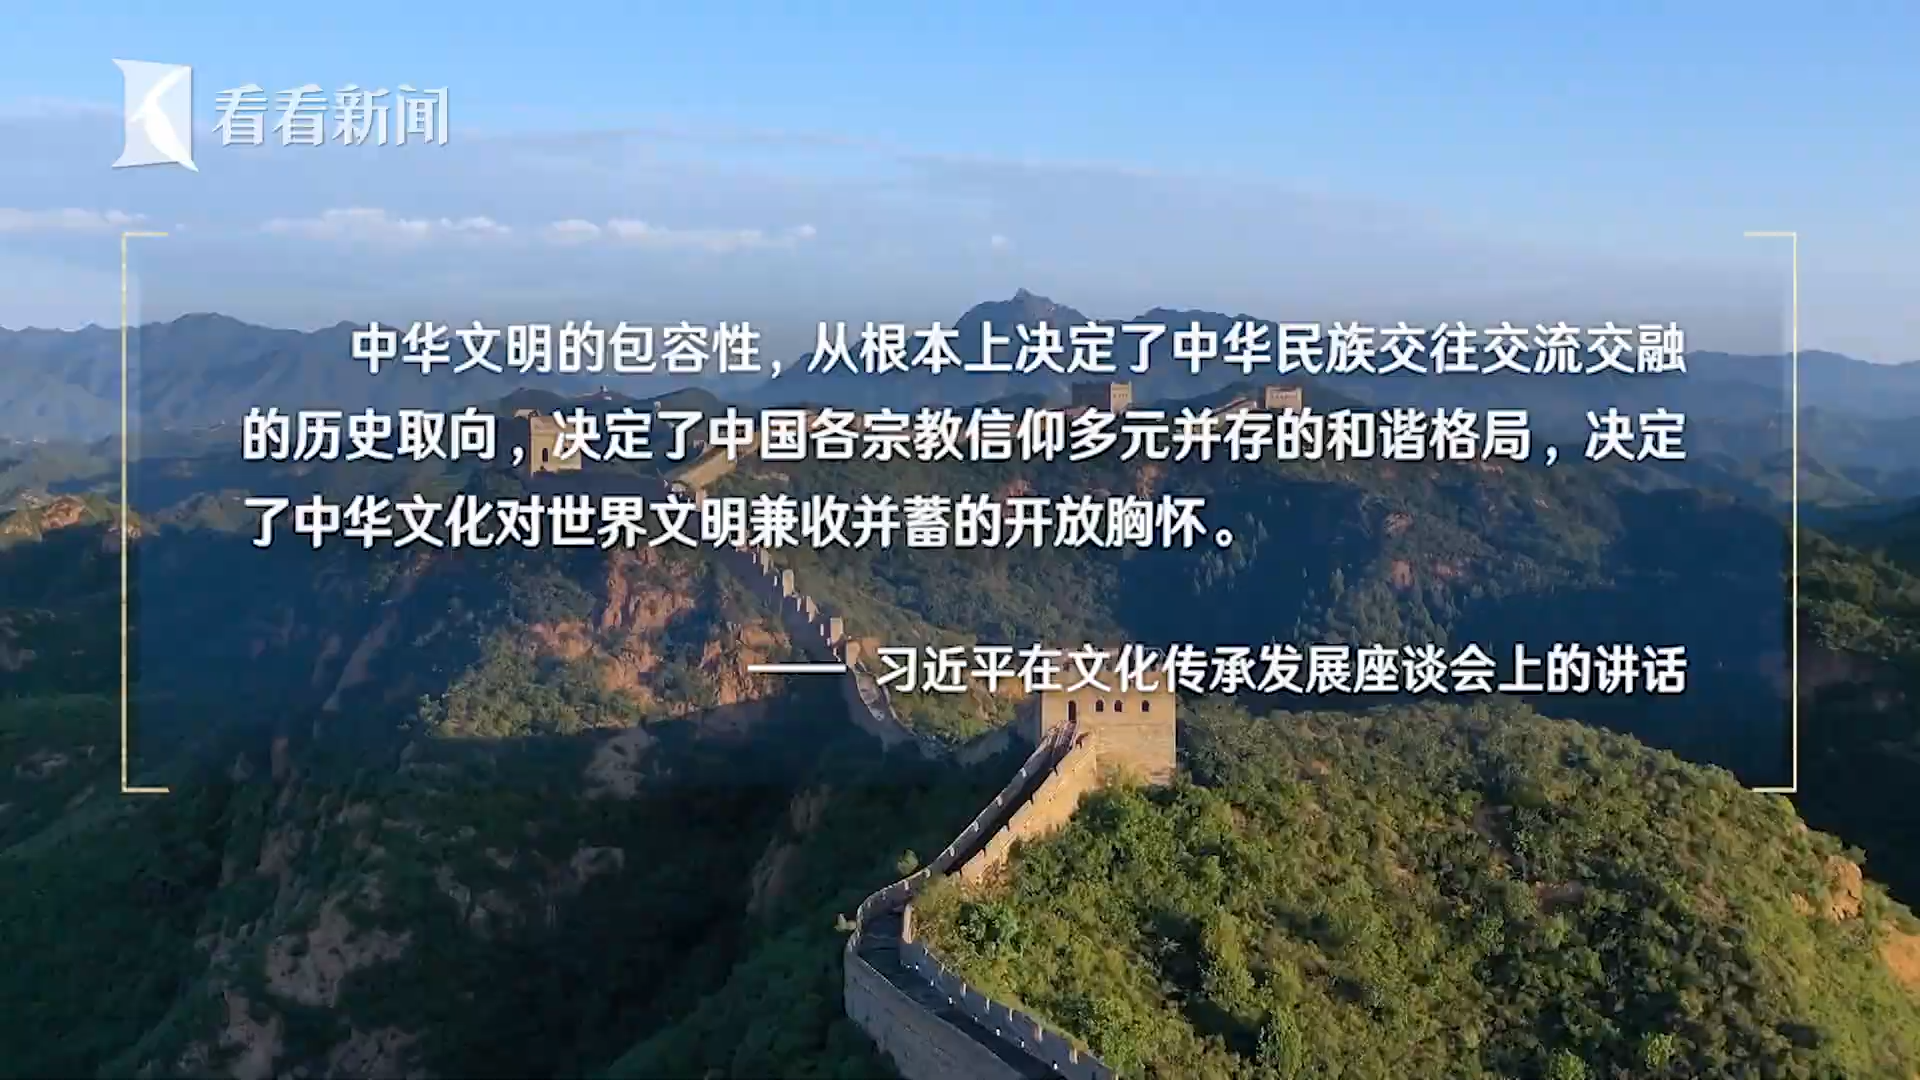 看看新闻
中华文明的包容性，从根本上决定了中华民族交往交流交融
的历史取向，决定了中国各宗教信仰多元并存的和谐格局，决定
了中华文化对世界文明兼收并蓄的开放胸怀。
—— 习近平在文化传承发展座谈会上的讲话